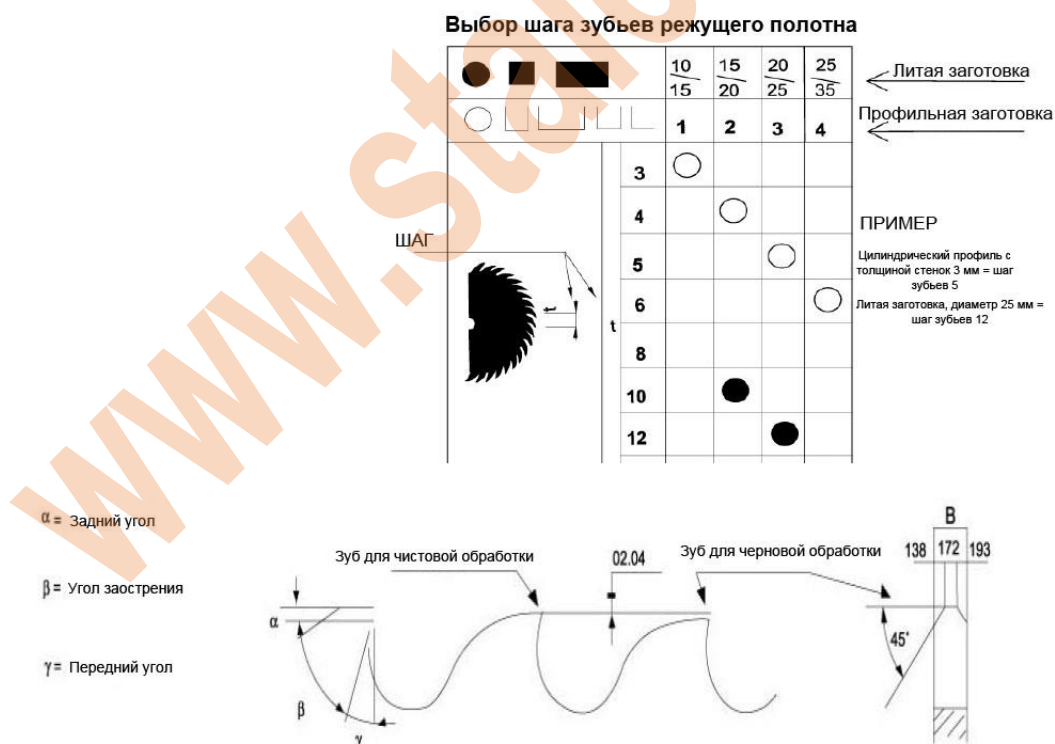 Выбор шага зубьев режущего полотна
10/15 15/20 20/25 25/35
Литая заготовка
1 2 3 4
Профильная заготовка
3
4
ПРИМЕР
ШАГ
5
Цилиндрический профиль с
толщиной стенок 3 мм = шаг
зубьев 5
6
Литая заготовка, диаметр 25 мм =
шаг зубьев 12
t
t
8
10
12
www.stal
α = Задний угол
β = Угол заострения
γ = Передний угол
Зуб для чистовой обработки
02.04
Зуб для черновой обработки
B
138 172 193
α
45°
β
γ